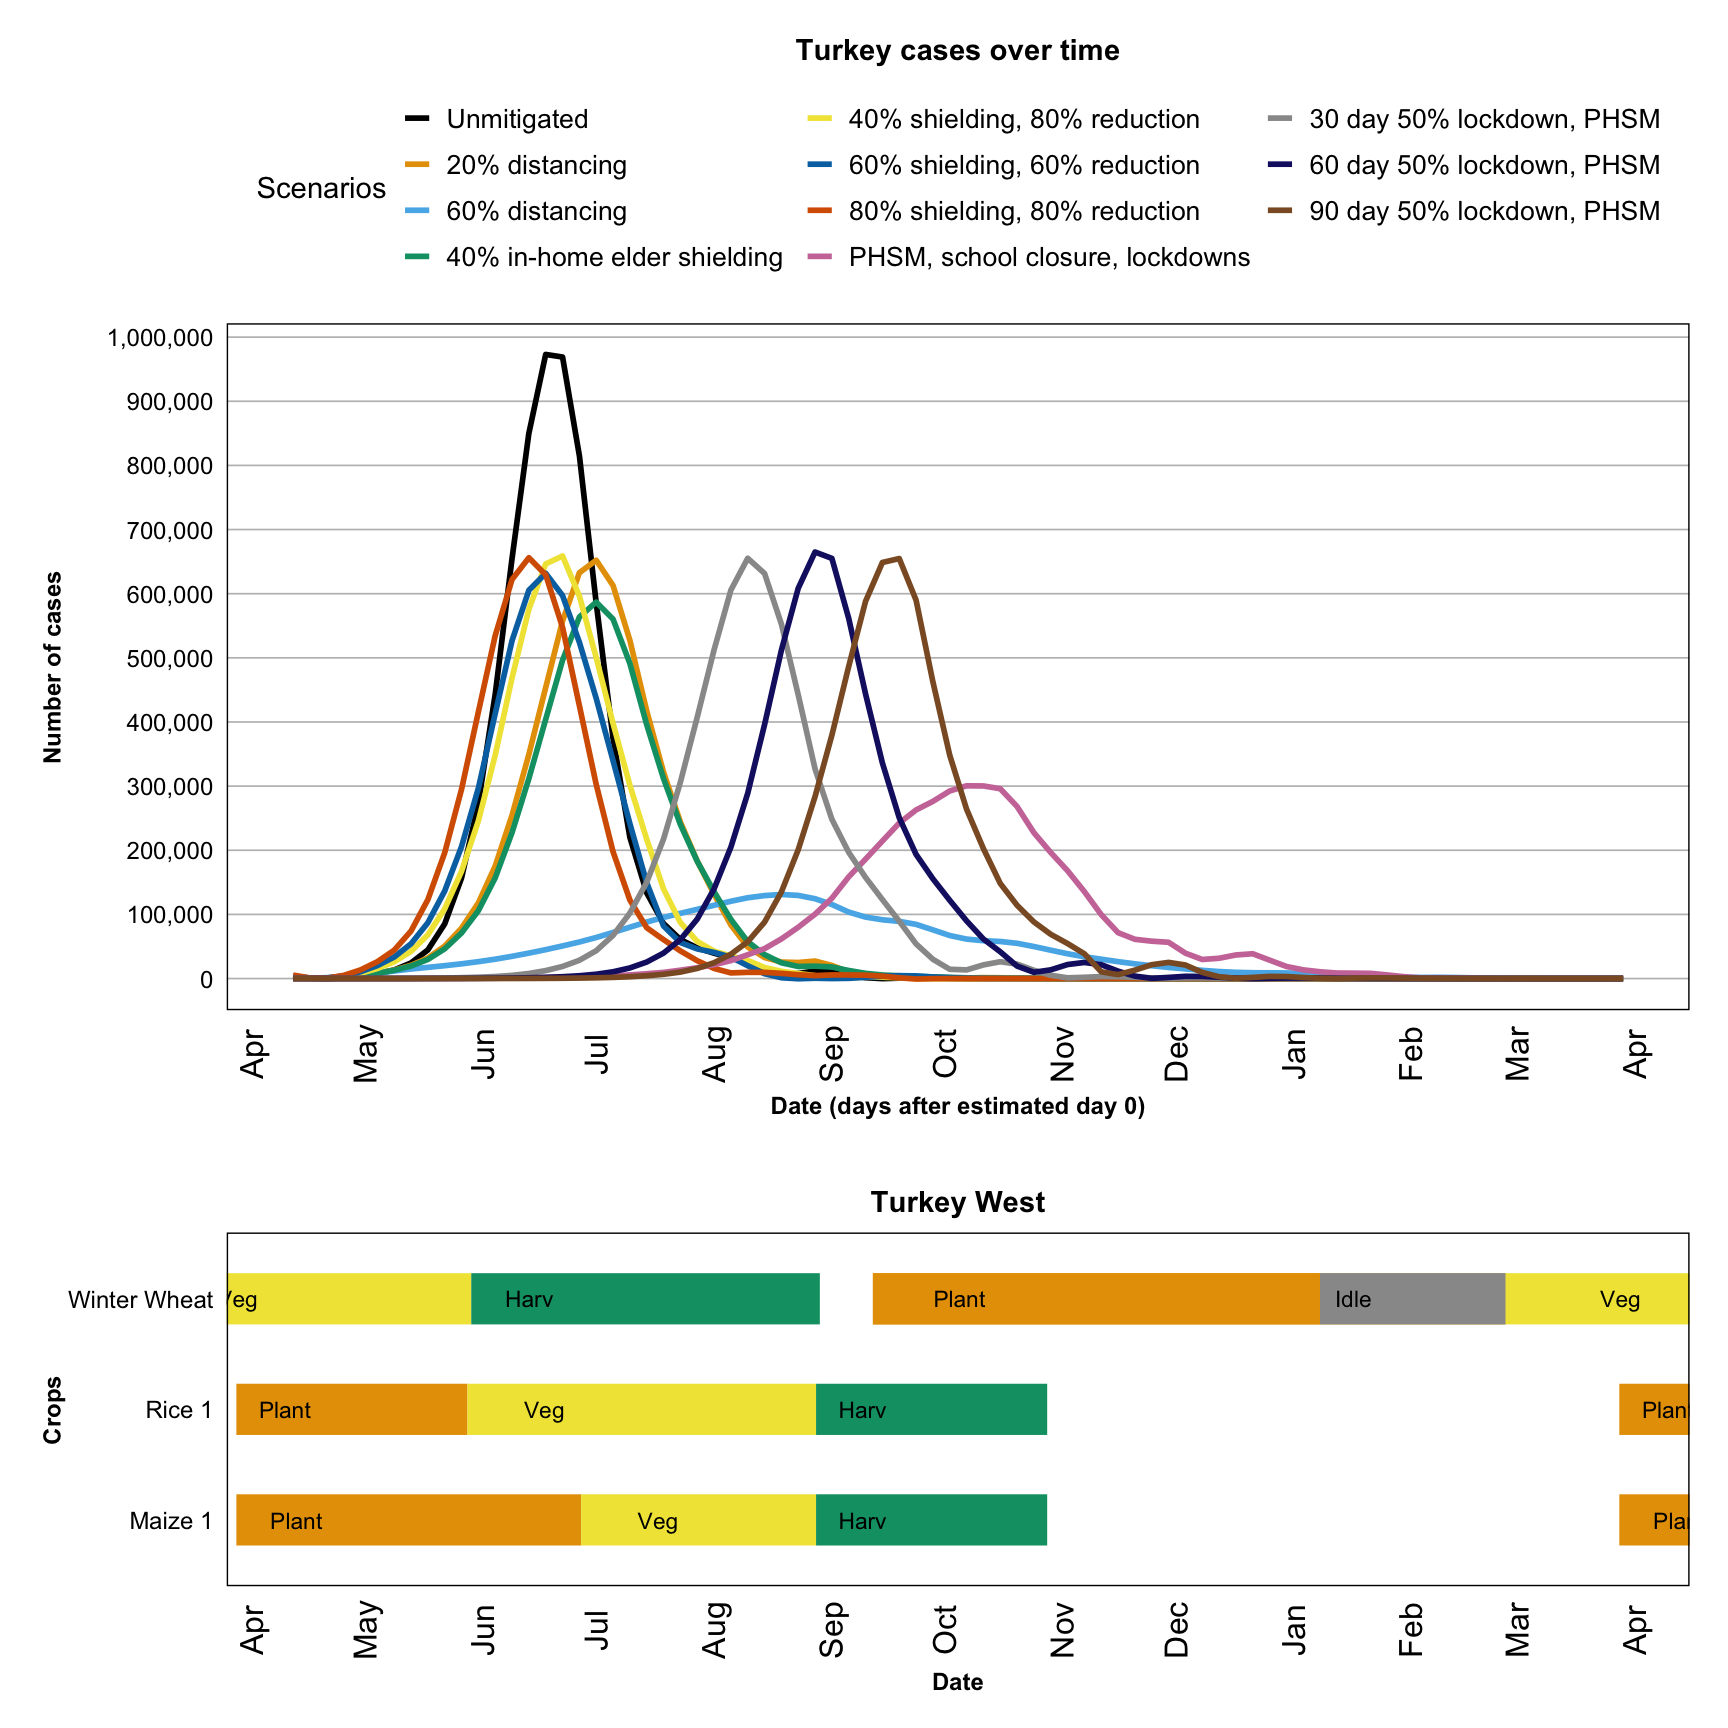 Turkey cases over time
Scenarios
Unmitigated
20% distancing
60% distancing
40% in-home elder shielding
40% shielding, 80% reduction
60% shielding, 60% reduction
80% shielding, 80% reduction
PHSM, school closure, lockdowns
30 day 50% lockdown, PHSM
60 day 50% lockdown, PHSM
90 day 50% lockdown, PHSM
Number of cases
1,000,000
900,000
800,000
700,000
600,000
500,000
400,000
300,000
200,000
100,000
0
Apr May Jun Jul Aug Sep Oct Nov Dec Jan Feb Mar Apr
Date (days after estimated day 0)
Turkey West
Crops
Winter Wheat Veg Harv Plant Idle Veg
Rice 1 Plant Veg Harv Plant
Maize 1 Plant Veg Harv Plan
Apr May Jun Jul Aug Sep Oct Nov Dec Jan Feb Mar Apr
Date